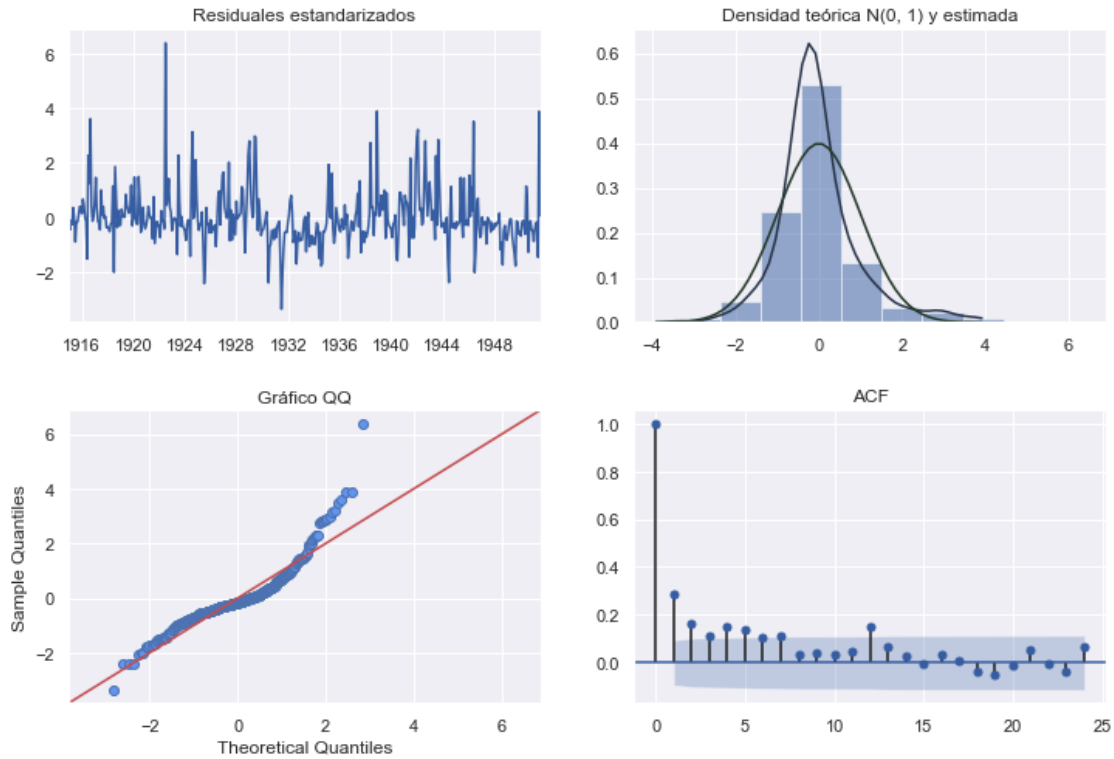 Residuales estandarizados
6
4
2
0
−2
1916 1920 1924 1928 1932 1936 1940 1944 1948
Densidad teórica N(0, 1) y estimada
0.6
0.5
0.4
0.3
0.2
0.1
0.0
−4 −2 0 2 4 6
Gráfico QQ
Sample Quantiles
6
4
2
0
−2
−2 0 2 4 6
Theoretical Quantiles
ACF
1.0
0.8
0.6
0.4
0.2
0.0
0 5 10 15 20 25